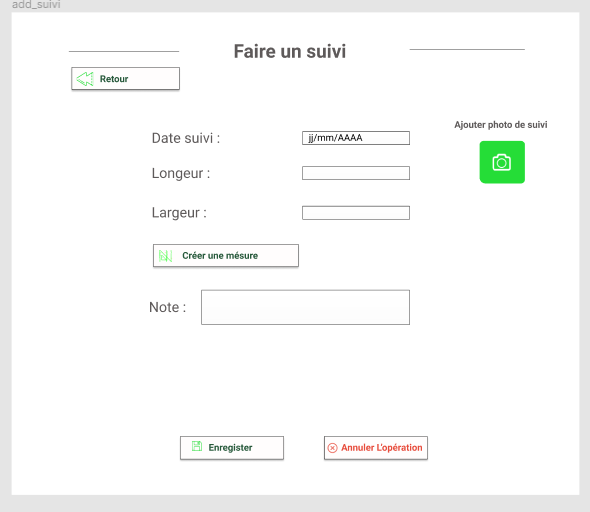 add_suivi
Faire un suivi
Retour
Ajouter photo de suivi
Date suivi :
jj/mm/AAAA
Longeur :
Largeur :
Créer une mésure
Note :
Enregister
Annuler L'opération